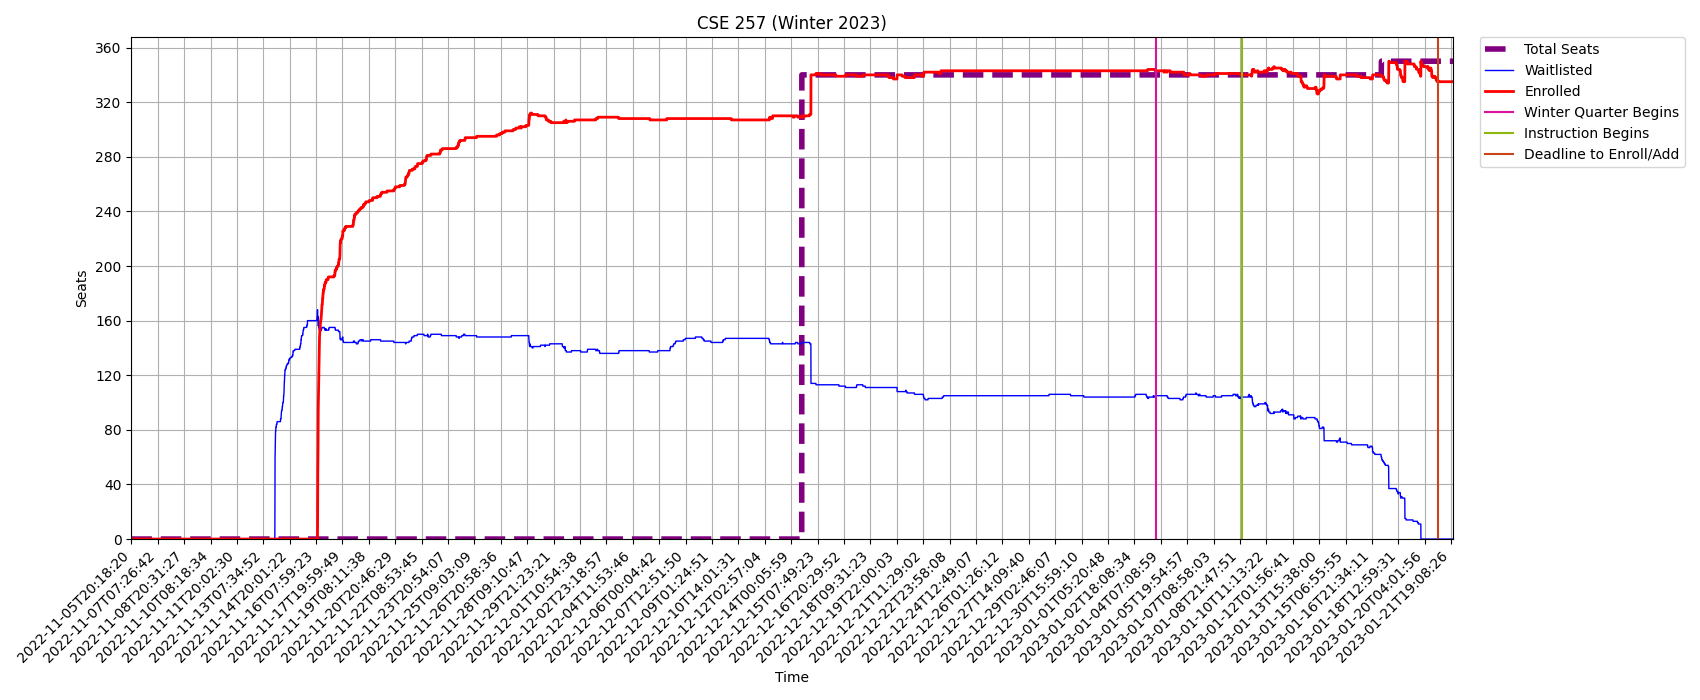 CSE 257 (Winter 2023)
Seats
360
320
280
240
200
160
120
80
40
0
Total Seats
Waitlisted
Enrolled
Winter Quarter Begins
Instruction Begins
Deadline to Enroll/Add
2022-11-05T20:18:20
2022-11-07T07:26:42
2022-11-08T20:31:27
2022-11-10T08:18:34
2022-11-11T20:02:30
2022-11-13T07:34:52
2022-11-14T20:01:22
2022-11-16T07:59:23
2022-11-17T19:59:49
2022-11-19T08:11:38
2022-11-20T20:46:29
2022-11-22T08:53:45
2022-11-23T20:54:07
2022-11-25T09:03:09
2022-11-26T20:58:36
2022-11-28T09:10:47
2022-11-29T21:23:21
2022-12-01T10:54:38
2022-12-02T23:18:57
2022-12-04T11:53:46
2022-12-06T00:04:42
2022-12-07T12:51:50
2022-12-09T01:24:51
2022-12-10T14:01:37
2022-12-12T02:57:04
2022-12-14T00:05:59
2022-12-15T07:49:23
2022-12-16T20:29:52
2022-12-18T09:31:23
2022-12-19T22:00:03
2022-12-21T11:29:02
2022-12-22T23:58:08
2022-12-24T12:49:07
2022-12-26T01:26:12
2022-12-27T14:09:40
2022-12-29T02:46:07
2022-12-30T15:59:10
2023-01-01T05:20:48
2023-01-02T18:08:34
2023-01-04T07:08:59
2023-01-05T19:54:57
2023-01-07T08:58:03
2023-01-08T21:47:51
2023-01-10T11:13:22
2023-01-12T01:56:41
2023-01-13T15:38:00
2023-01-15T06:55:55
2023-01-16T21:34:11
2023-01-18T12:59:31
2023-01-20T04:01:56
2023-01-21T19:08:26
Time